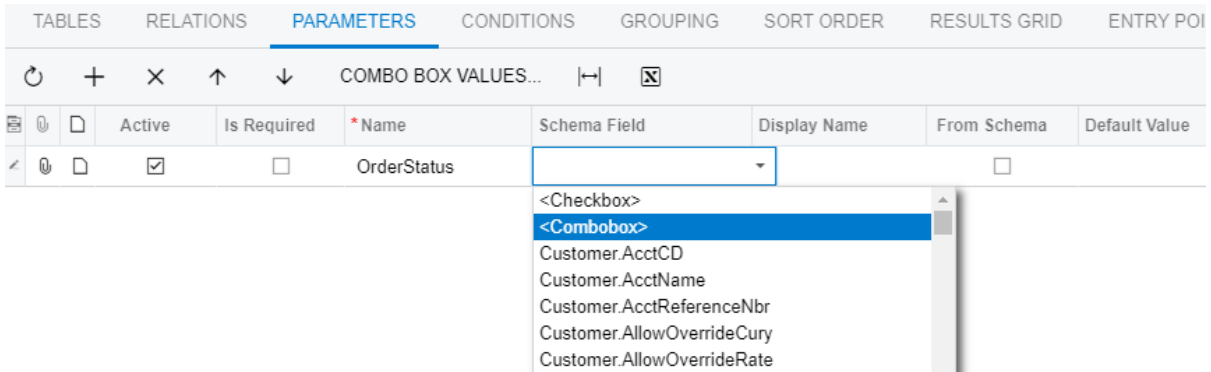 TABLES RELATIONS PARAMETERS CONDITIONS GROUPING SORT ORDER RESULTS GRID ENTRY POI
COMBO BOX VALUES...
Active Is Required *Name Schema Field Display Name From Schema Default Value
OrderStatus
<Checkbox>
<Combobox>
Customer.AcctCD
Customer.AcctName
Customer.AcctReferenceNbr
Customer.AllowOverrideCury
Customer.AllowOverrideRate